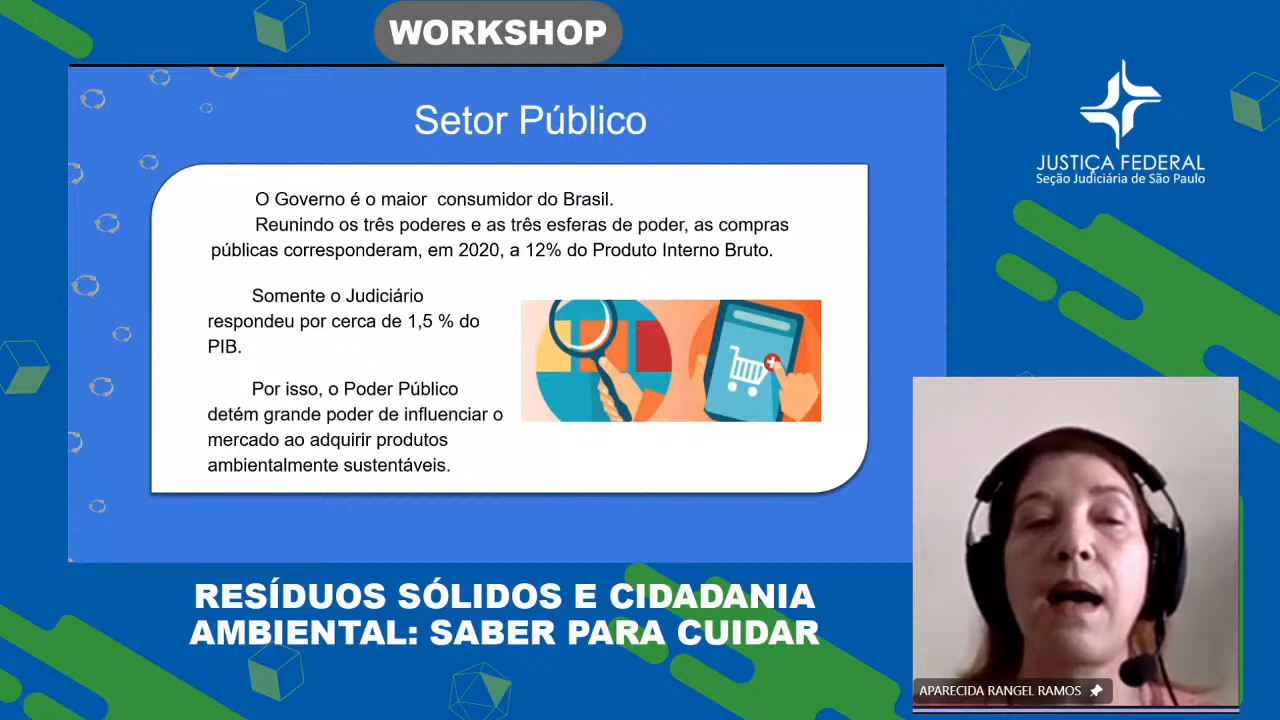 WORKSHOP
Setor Público
JUSTIÇA FEDERAL
Seção Judiciária de São Paulo
O Governo é o maior consumidor do Brasil.
Reunindo os três poderes e as três esferas de poder, as compras
públicas corresponderam, em 2020, a 12% do Produto Interno Bruto.
Somente o Judiciário
respondeu por cerca de 1,5 % do
PIB.
Por isso, o Poder Público
detém grande poder de influenciar o
mercado ao adquirir produtos
ambientalmente sustentáveis.
RESÍDUOS SÓLIDOS E CIDADANIA
AMBIENTAL: SABER PARA CUIDAR
APARECIDA RANGEL RAMOS